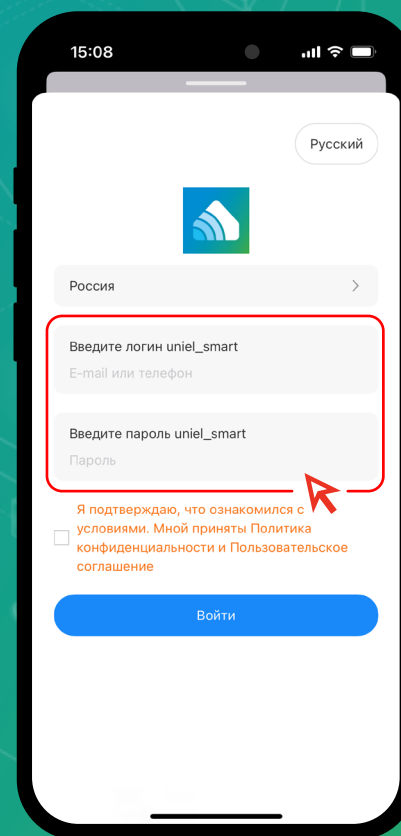 15:08
Русский
Россия
Введите логин uniel_smart
E-mail или телефон
Введите пароль uniel_smart
Пароль
Я подтверждаю, что ознакомился с
условиями. Мной приняты Политика
конфиденциальности и Пользовательское
соглашение
Войти